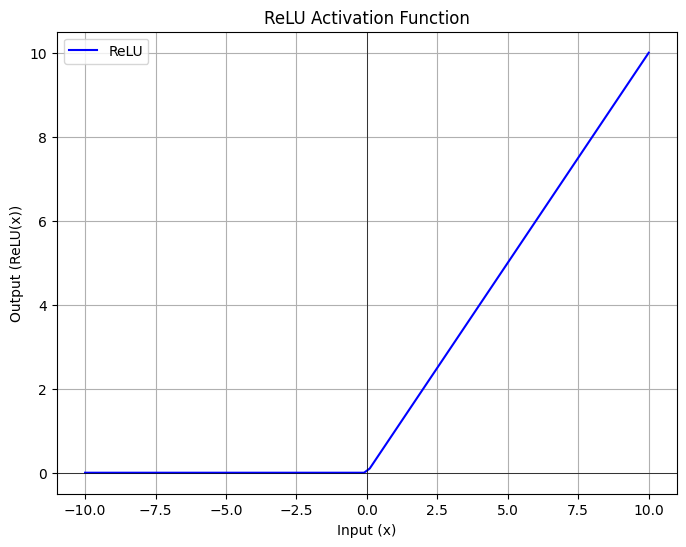 ReLU Activation Function
ReLU
10
8
6
4
2
0
Output (ReLU(x))
−10.0 −7.5 −5.0 −2.5 0.0 2.5 5.0 7.5 10.0
Input (x)